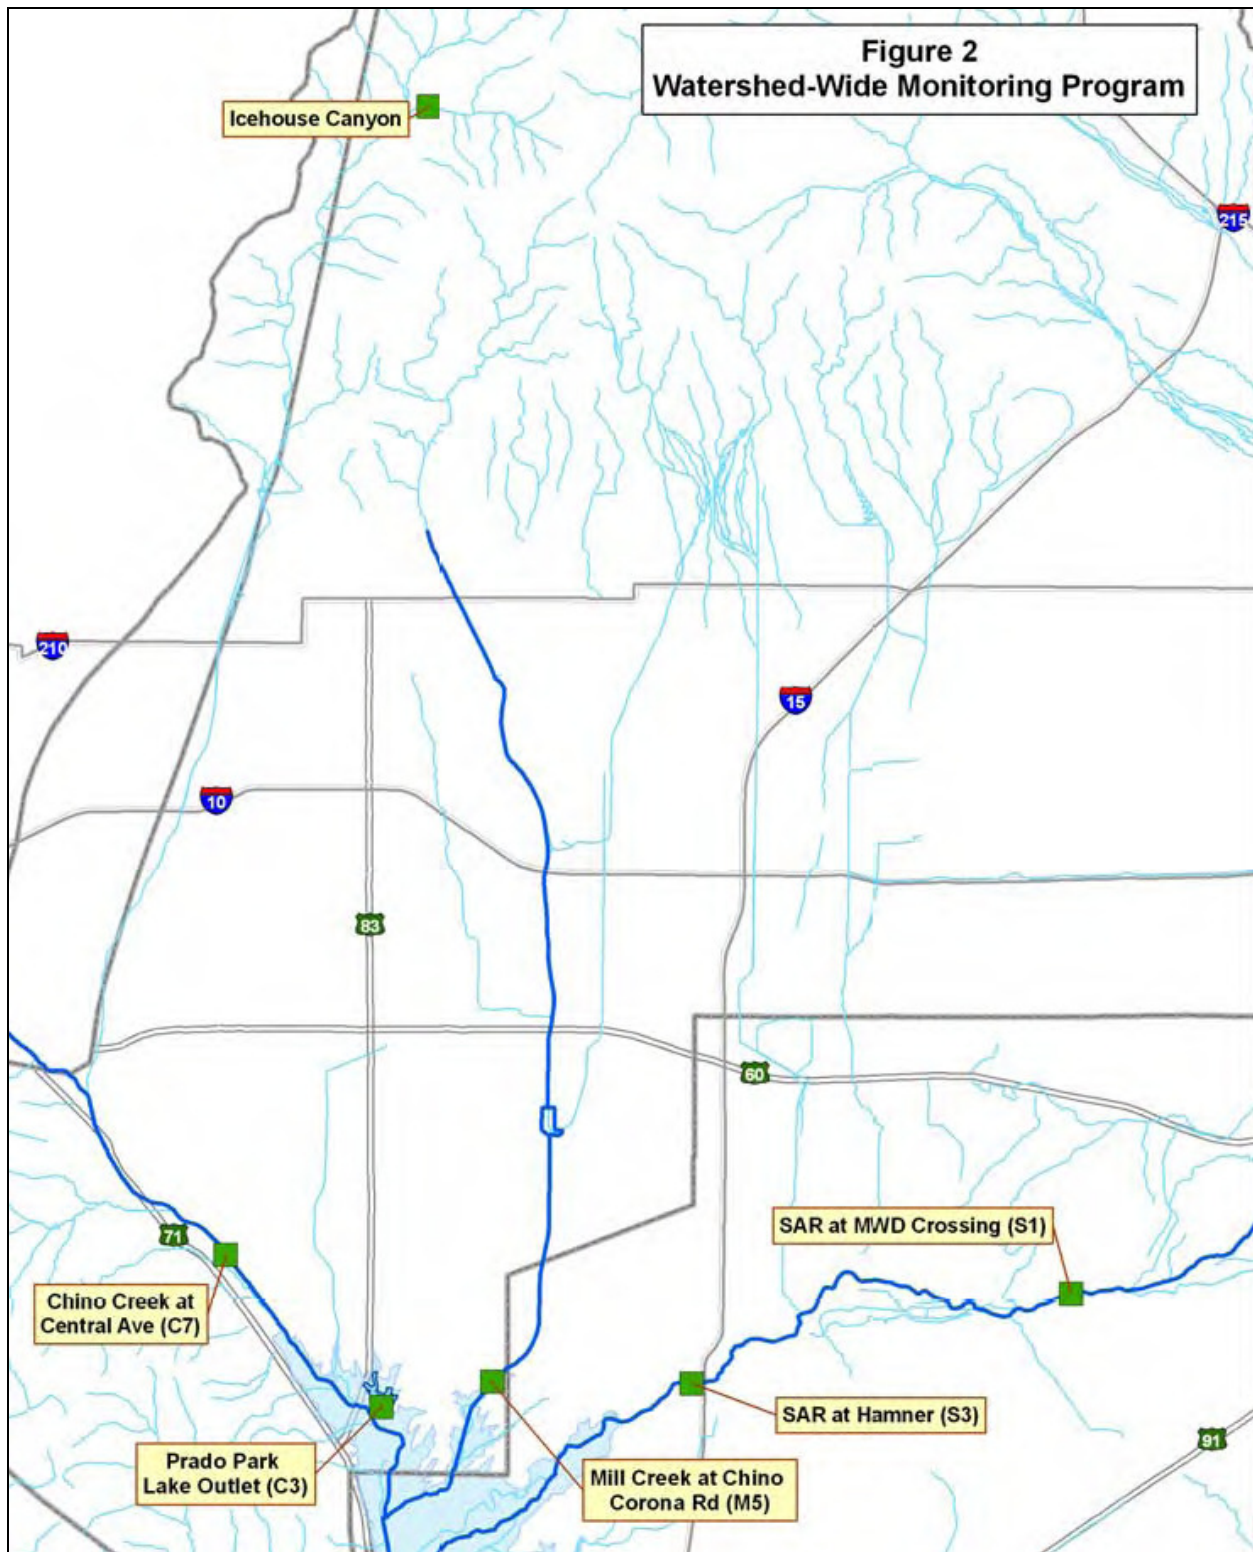 Figure 2
Watershed-Wide Monitoring Program
Icehouse Canyon
215
210
15
10
83
60
71
SAR at MWD Crossing (S1)
Chino Creek at
Central Ave (C7)
SAR at Hamner (S3)
91
Prado Park
Lake Outlet (C3)
Mill Creek at Chino
Corona Rd (M5)